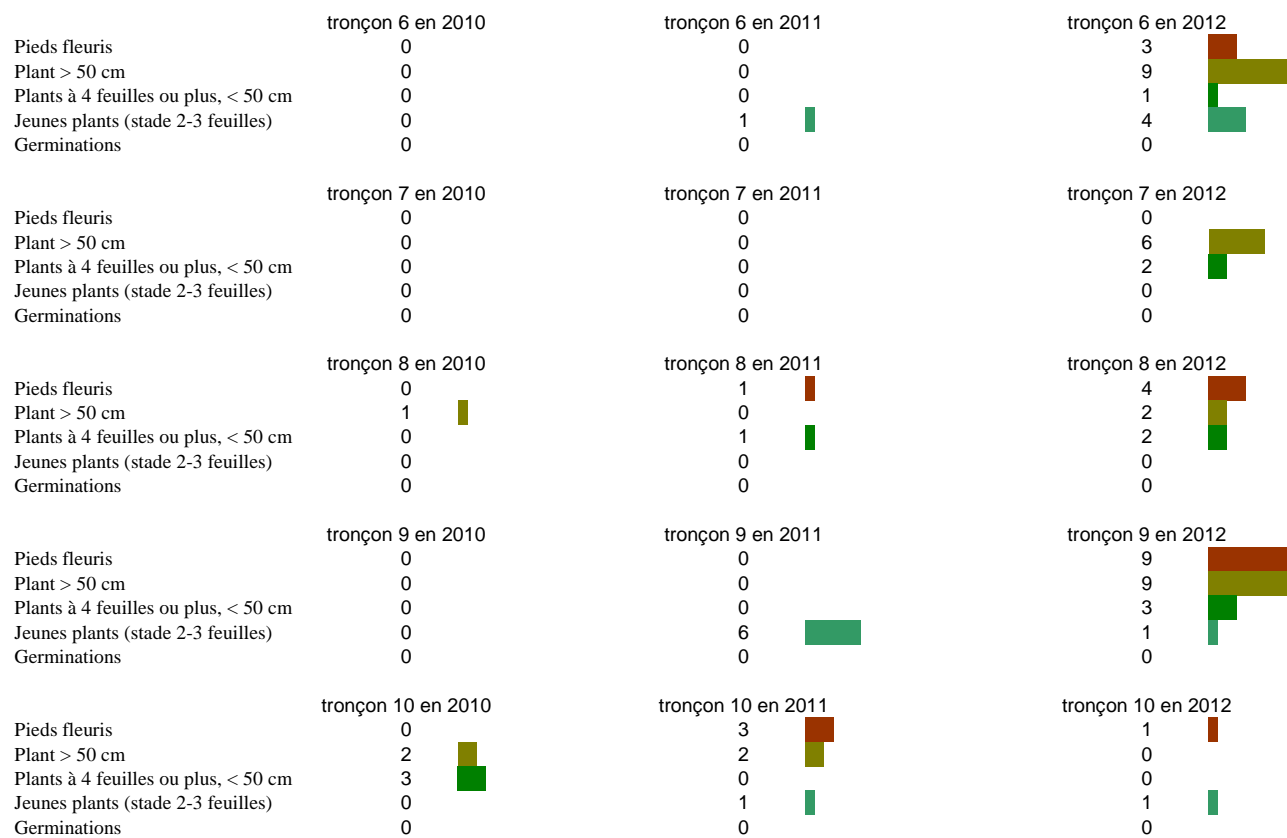 tronçon 6 en 2010 tronçon 6 en 2011 tronçon 6 en 2012
Pieds fleuris 0 0 3
Plant > 50 cm 0 0 9
Plants à 4 feuilles ou plus, < 50 cm 0 0 1
Jeunes plants (stade 2-3 feuilles) 0 1 4
Germinations 0 0 0
tronçon 7 en 2010 tronçon 7 en 2011 tronçon 7 en 2012
Pieds fleuris 0 0 0
Plant > 50 cm 0 0 6
Plants à 4 feuilles ou plus, < 50 cm 0 0 2
Jeunes plants (stade 2-3 feuilles) 0 0 0
Germinations 0 0 0
tronçon 8 en 2010 tronçon 8 en 2011 tronçon 8 en 2012
Pieds fleuris 0 1 4
Plant > 50 cm 1 0 2
Plants à 4 feuilles ou plus, < 50 cm 0 1 2
Jeunes plants (stade 2-3 feuilles) 0 0 0
Germinations 0 0 0
tronçon 9 en 2010 tronçon 9 en 2011 tronçon 9 en 2012
Pieds fleuris 0 0 9
Plant > 50 cm 0 0 9
Plants à 4 feuilles ou plus, < 50 cm 0 0 3
Jeunes plants (stade 2-3 feuilles) 0 6 1
Germinations 0 0 0
tronçon 10 en 2010 tronçon 10 en 2011 tronçon 10 en 2012
Pieds fleuris 0 3 1
Plant > 50 cm 2 2 0
Plants à 4 feuilles ou plus, < 50 cm 3 0 0
Jeunes plants (stade 2-3 feuilles) 0 1 1
Germinations 0 0 0